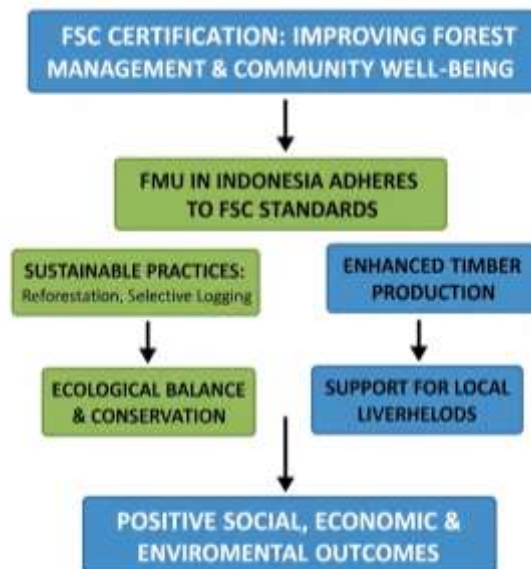 FSC CERTIFICATION: IMPROVING FOREST
MANAGEMENT & COMMUNITY WELL-BEING
FMU IN INDONESIA ADHERES
TO FSC STANDARDS
SUSTAINABLE PRACTICES:
Reforestation, Selective Logging
ENHANCED TIMBER
PRODUCTION
ECOLOGICAL BALANCE
& CONSERVATION
SUPPORT FOR LOCAL
LIVERHELODS
POSITIVE SOCIAL, ECONOMIC &
ENVIROMENTAL OUTCOMES